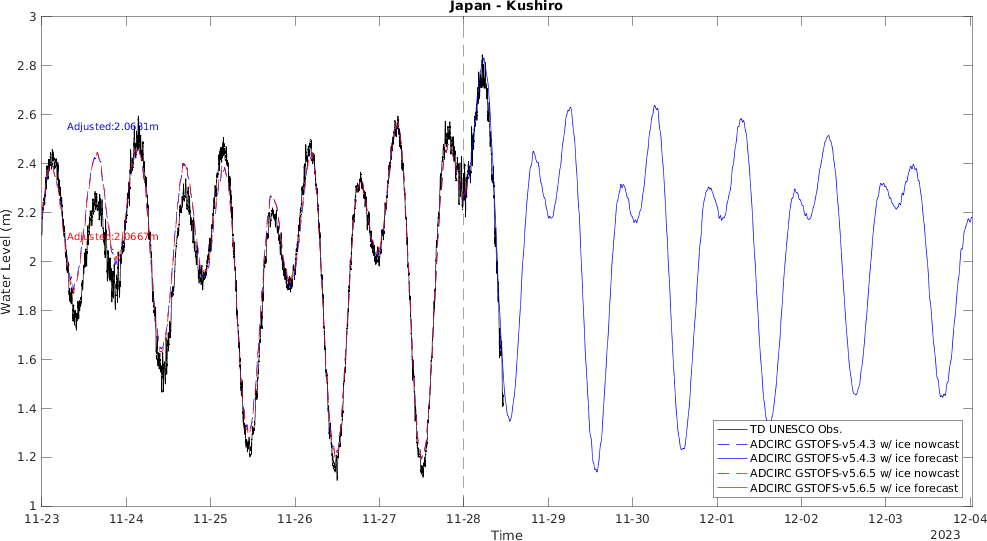 Japan - Kushiro
3
2.8
2.6
2.4
2.2
2
1.8
1.6
1.4
1.2
1
Water Level (m)
Adjusted:2.0631m
Adjusted:2.0667m
TD UNESCO Obs.
ADCIRC GSTOFS-v5.4.3 w/ ice nowcast
ADCIRC GSTOFS-v5.4.3 w/ ice forecast
ADCIRC GSTOFS-v5.6.5 w/ ice nowcast
ADCIRC GSTOFS-v5.6.5 w/ ice forecast
11-23 11-24 11-25 11-26 11-27 11-28 11-29 11-30 12-01 12-02 12-03 12-04
Time
2023